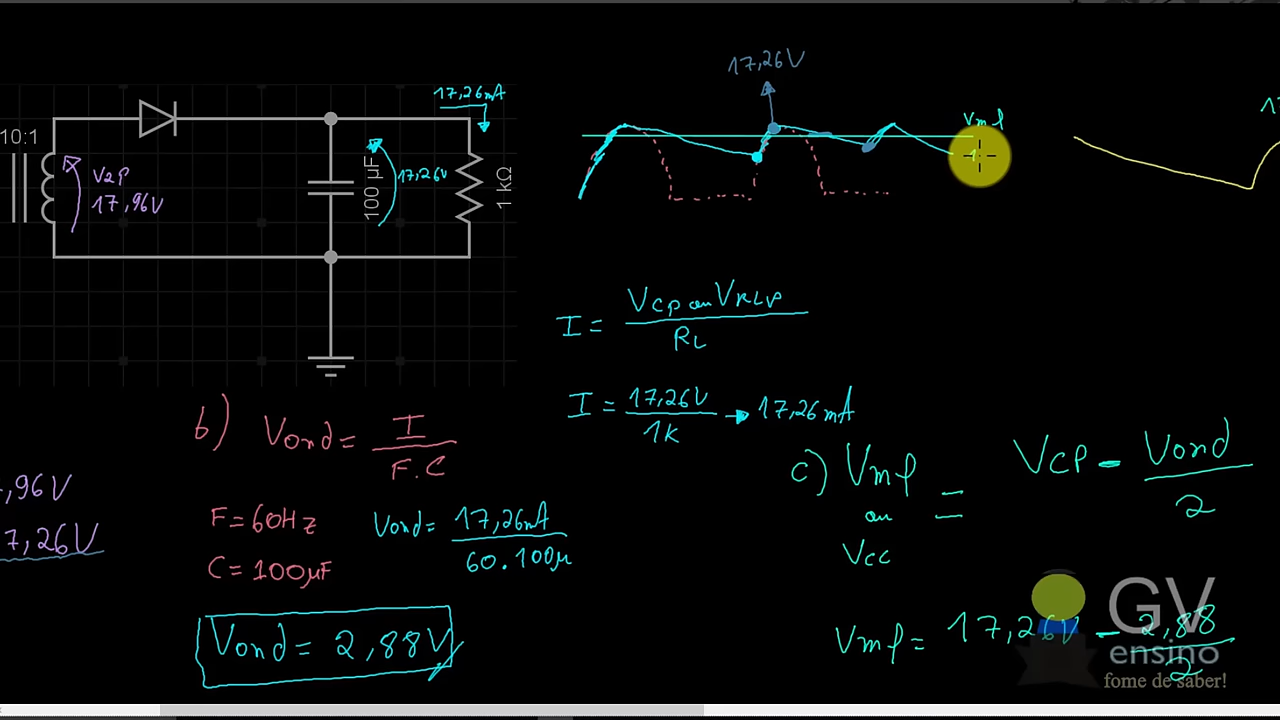 10:1
V2P
17,96V
100 µF
17,26V
17,26mA
1 kΩ
17,26V
Vmf
I = VCP ou VRLP / RL
I = 17,26V / 1K → 17,26mA
b) Vond = I / F.C
,96V
7,26V
F = 60Hz
C = 100µF
Vond = 17,26mA / 60.100µ
Vond = 2,88V
c) Vmf ou Vcc = VCP - Vond / 2
Vmf = 17,26V - 2,88 / 2
GV
ensino
fome de saber!